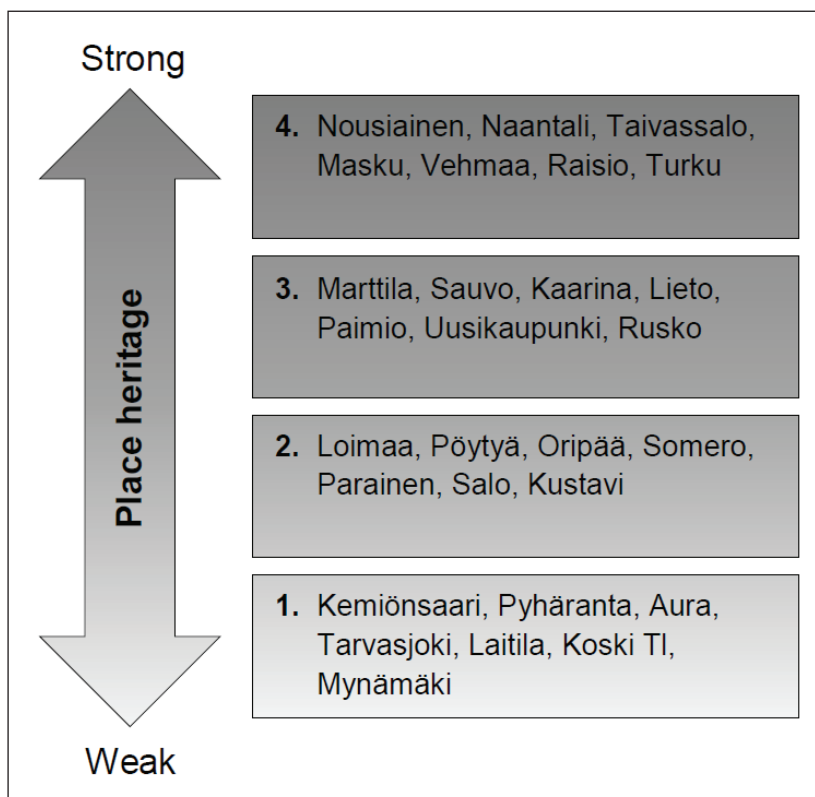 Strong
Place heritage
4. Nousiainen, Naantali, Taivassalo,
Masku, Vehmaa, Raisio, Turku
3. Marttila, Sauvo, Kaarina, Lieto,
Paimio, Uusikaupunki, Rusko
2. Loimaa, Pöytyä, Oripää, Somero,
Parainen, Salo, Kustavi
1. Kemiönsaari, Pyhäranta, Aura,
Tarvasjoki, Laitila, Koski Tl,
Mynämäki
Weak